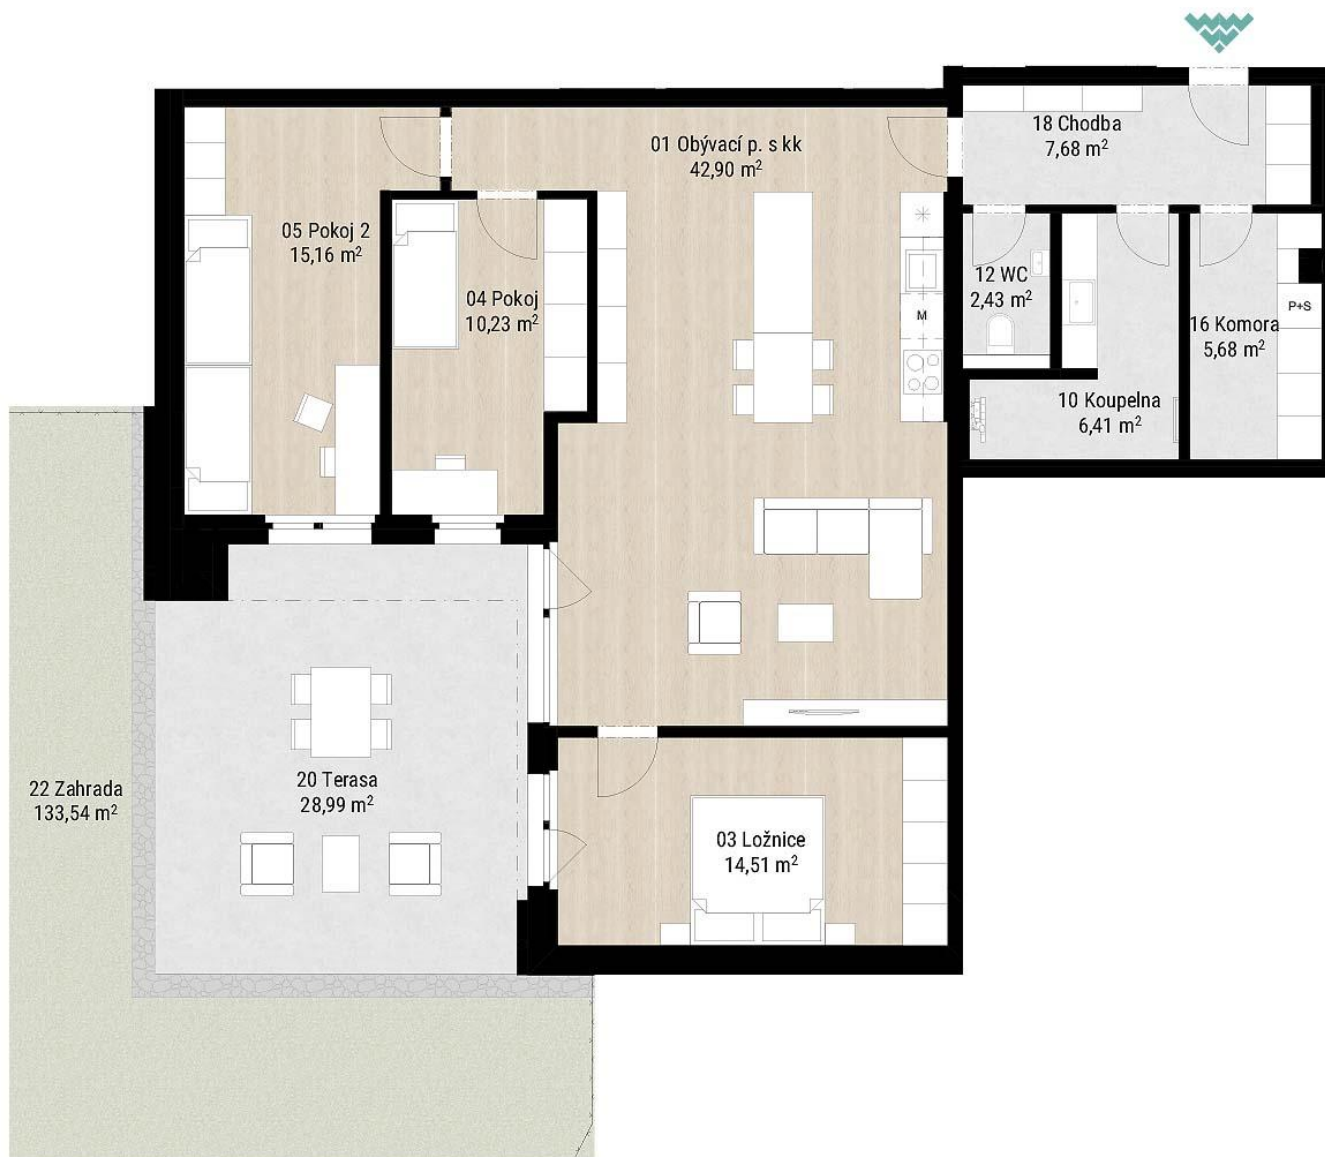 18 Chodba
7,68 m²
01 Obývací p. s kk
42,90 m²
05 Pokoj 2
15,16 m²
04 Pokoj
10,23 m²
12 WC
2,43 m²
M
P+S
16 Komora
5,68 m²
10 Koupelna
6,41 m²
22 Zahrada
133,54 m²
20 Terasa
28,99 m²
03 Ložnice
14,51 m²